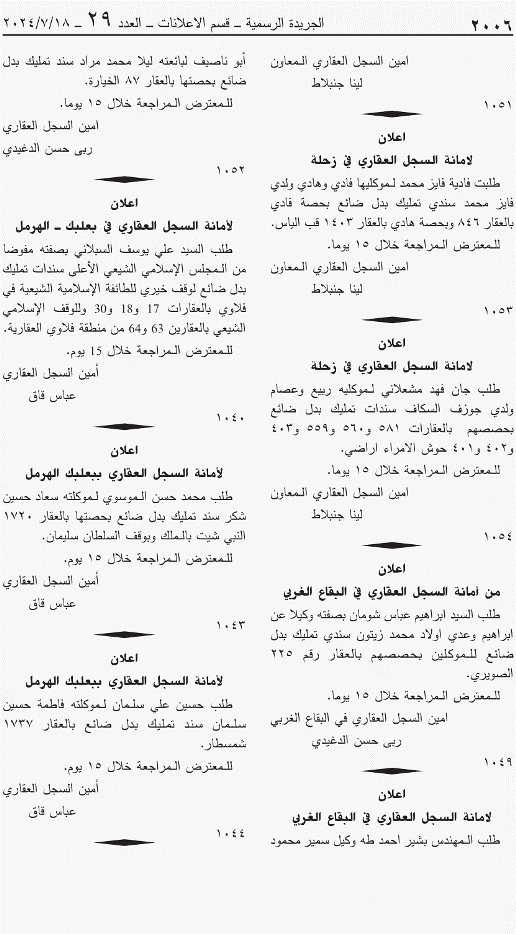 ٢٠٠٦
الجريدة الرسمية ــ قسم الاعلانات ــ العدد ٢٩ ــ ٢٠٢٤/٧/١٨
امين السجل العقاري المعاون
لينا جنبلاط
١٠٥١
اعلان
لامانة السجل العقاري في زحلة
طلبت فادية فايز محمد لموكليها فادي وهادي ولدي
فايز محمد سندي تمليك بدل ضائع بحصة فادي
بالعقار ٨٤٦ وبحصة هادي بالعقار ١٤٠٣ قب الياس.
للمعترض المراجعة خلال ١٥ يوما.
امين السجل العقاري المعاون
لينا جنبلاط
١٠٥٣
اعلان
لامانة السجل العقاري في زحلة
طلب جان فهد مشعلاني لموكليه ربيع وعصام
ولدي جوزف السكاف سندات تمليك بدل ضائع
بحصصهم بالعقارات ٥٨١ و٥٦٠ و٥٥٩ و٤٠٣
و٤٠٢ و٤٠١ حوش الامراء اراضي.
للمعترض المراجعة خلال ١٥ يوما.
امين السجل العقاري المعاون
لينا جنبلاط
١٠٥٤
اعلان
من أمانة السجل العقاري في البقاع الغربي
طلب السيد ابراهيم عباس شومان بصفته وكيلا عن
ابراهيم وعدي اولاد محمد زيتون سندي تمليك بدل
ضائع للموكلين بحصصهم بالعقار رقم ٢٢٥
الصويري.
للمعترض المراجعة خلال ١٥ يوما.
امين السجل العقاري في البقاع الغربي
ربى حسن الدغيدي
١٠٤٩
اعلان
لامانة السجل العقاري في البقاع الغربي
طلب المهندس بشير احمد طه وكيل سمير محمود
أبو ناصيف لبائعته ليلا محمد مراد سند تمليك بدل
ضائع بحصتها بالعقار ٨٧ الخيارة.
للمعترض المراجعة خلال ١٥ يوما.
امين السجل العقاري
ربى حسن الدغيدي
١٠٥٢
اعلان
لأمانة السجل العقاري في بعلبك ــ الهرمل
طلب السيد علي يوسف السبلاني بصفته مفوضا
من المجلس الإسلامي الشيعي الأعلى سندات تمليك
بدل ضائع لوقف خيري للطائفة الإسلامية الشيعية في
فلاوي بالعقارات 17 و18 و30 وللوقف الإسلامي
الشيعي بالعقارين 63 و64 من منطقة فلاوي العقارية.
للمعترض المراجعة خلال 15 يوم.
أمين السجل العقاري
عباس قاق
١٠٤٠
اعلان
لأمانة السجل العقاري ببعلبك الهرمل
طلب محمد حسن الموسوي لموكلته سعاد حسين
شكر سند تمليك بدل ضائع بحصتها بالعقار ١٧٢٠
النبي شيت بالملك وبوقف السلطان سليمان.
للمعترض المراجعة خلال ١٥ يوم.
أمين السجل العقاري
عباس قاق
١٠٤٣
اعلان
لأمانة السجل العقاري ببعلبك الهرمل
طلب حسين علي سلمان لموكلته فاطمة حسين
سلمان سند تمليك بدل ضائع بالعقار ١٧٣٧
شمسطار.
للمعترض المراجعة خلال ١٥ يوم.
أمين السجل العقاري
عباس قاق
١٠٤٤